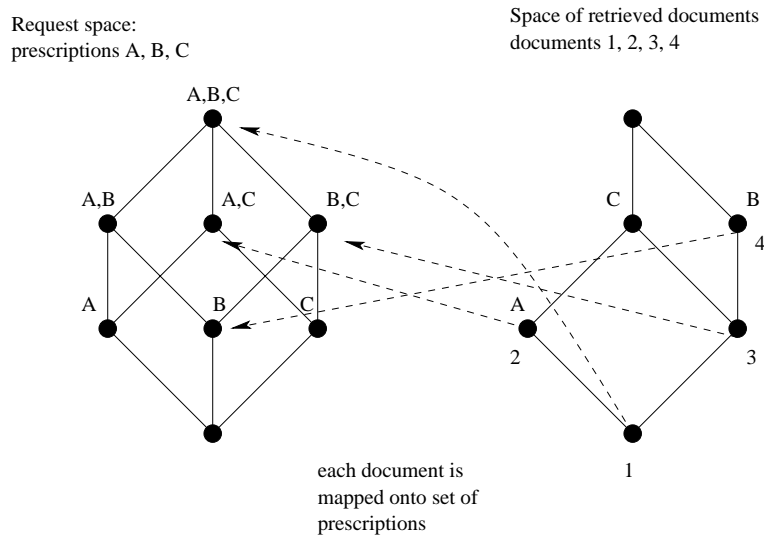 Request space:
prescriptions A, B, C
Space of retrieved documents
documents 1, 2, 3, 4
A,B,C
A,B
A,C
B,C
C
B
4
A
B
C
A
2
3
1
each document is
mapped onto set of
prescriptions